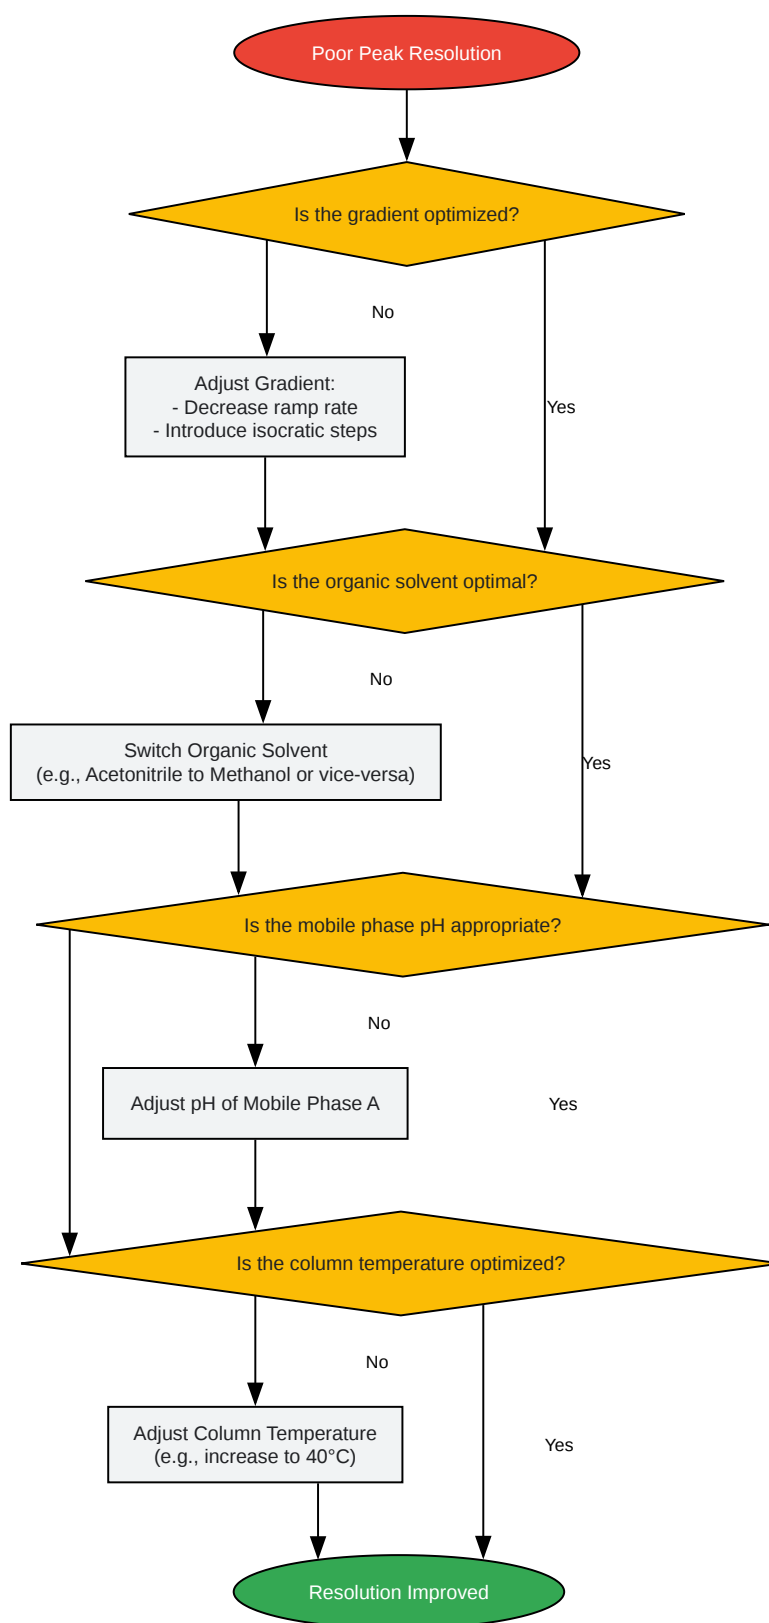 Poor Peak Resolution
Is the gradient optimized?
No
Adjust Gradient:
- Decrease ramp rate
- Introduce isocratic steps
Yes
Is the organic solvent optimal?
No
Switch Organic Solvent
(e.g., Acetonitrile to Methanol or vice-versa)
Yes
Is the mobile phase pH appropriate?
No
Adjust pH of Mobile Phase A
Yes
Is the column temperature optimized?
No
Adjust Column Temperature
(e.g., increase to 40°C)
Yes
Resolution Improved